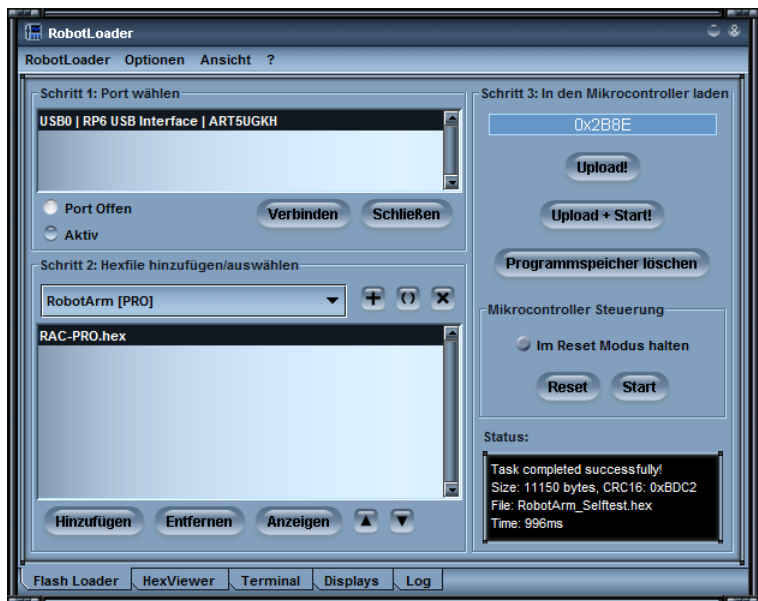 RobotLoader
RobotLoader Optionen Ansicht ?
Schritt 1: Port wählen
USB0 | RP6 USB Interface | ART5UGKH
Port Offen
Aktiv
Verbinden
Schließen
Schritt 2: Hexfile hinzufügen/auswählen
RobotArm [PRO]
RAC-PRO.hex
Hinzufügen
Entfernen
Anzeigen
Schritt 3: In den Mikrocontroller laden
0x2B8E
Upload!
Upload + Start!
Programmspeicher löschen
Mikrocontroller Steuerung
Im Reset Modus halten
Reset
Start
Status:
Task completed successfully!
Size: 11150 bytes, CRC16: 0xBDC2
File: RobotArm_Selftest.hex
Time: 996ms
Flash Loader
HexViewer
Terminal
Displays
Log